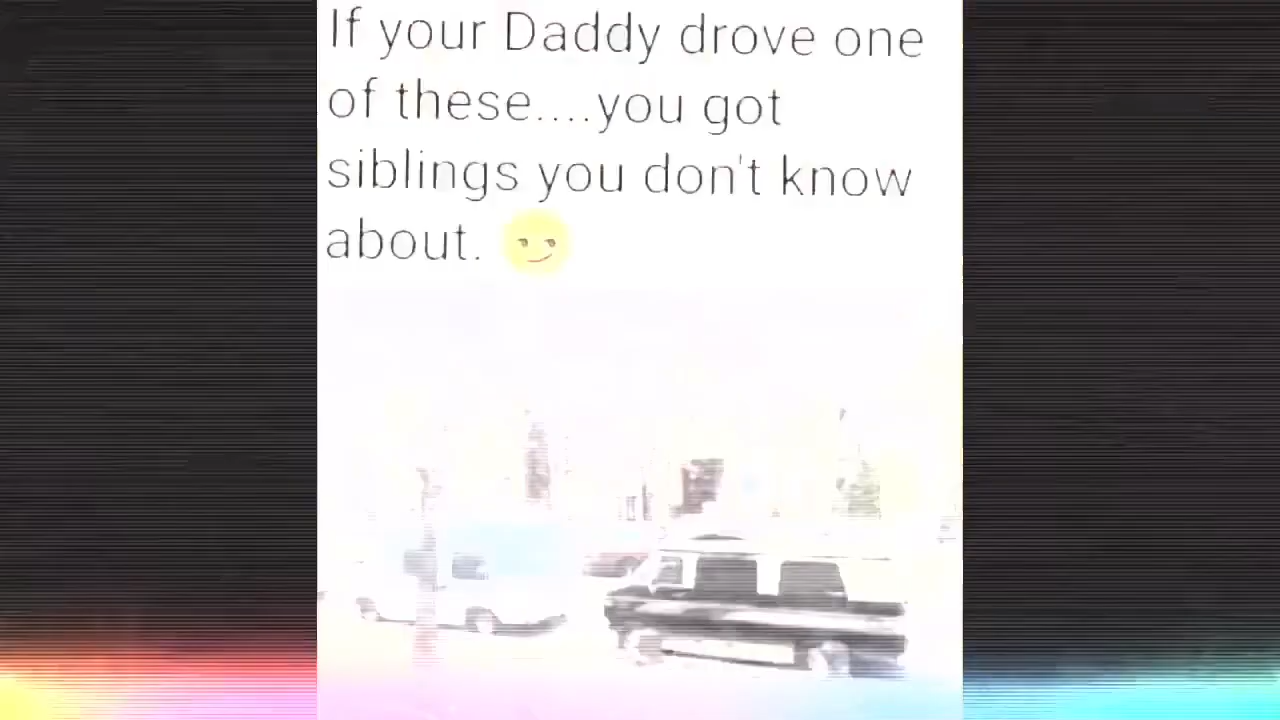 If your Daddy drove one
of these....you got
siblings you don't know
about. 😏